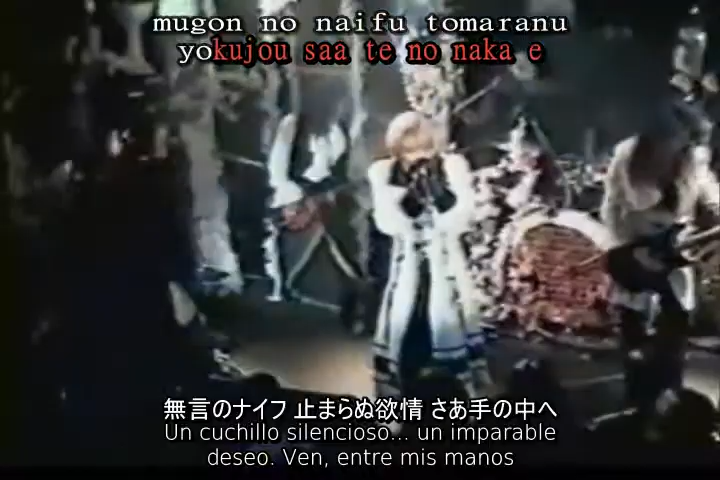 mugon no naifu tomaranu
yokujou saa te no naka e
無言のナイフ 止まらぬ欲情 さあ手の中へ
Un cuchillo silencioso... un imparable
deseo. Ven, entre mis manos